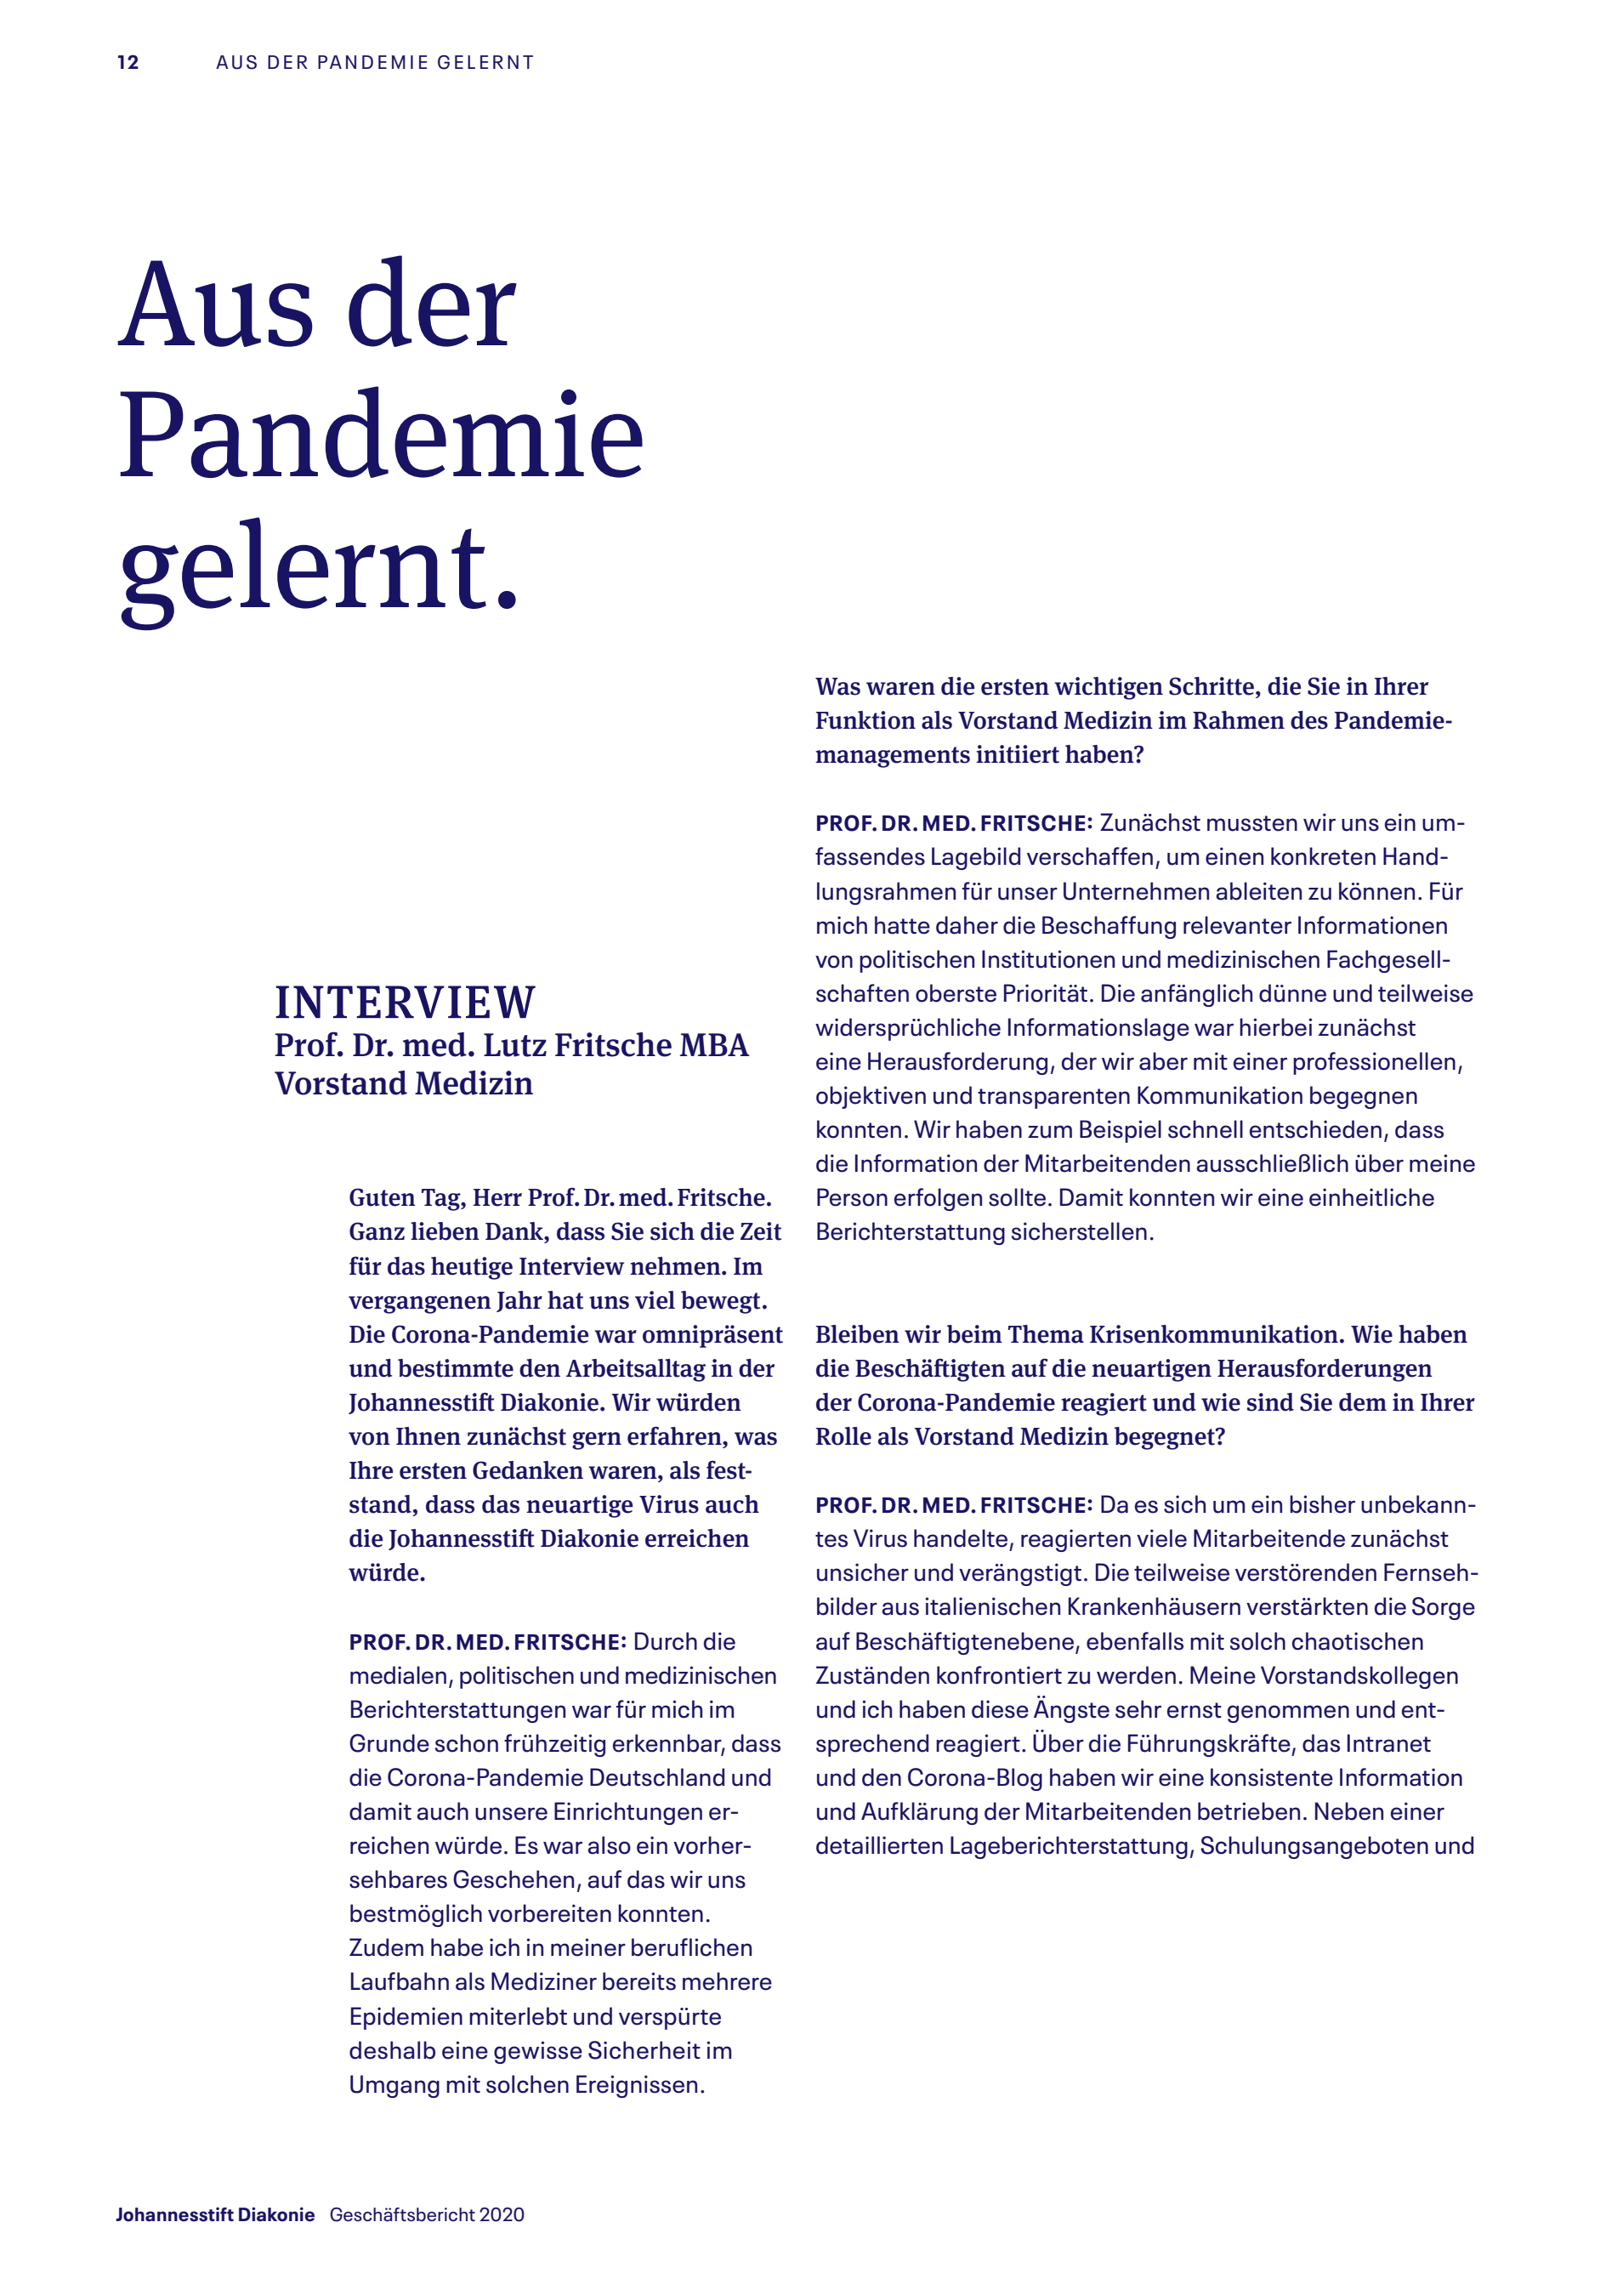 12 AUS DER PANDEMIE GELERNT
Aus der
Pandemie
gelernt.
INTERVIEW
Prof. Dr. med. Lutz Fritsche MBA
Vorstand Medizin
Guten Tag, Herr Prof. Dr. med. Fritsche.
Ganz lieben Dank, dass Sie sich die Zeit
für das heutige Interview nehmen. Im
vergangenen Jahr hat uns viel bewegt.
Die Corona-Pandemie war omnipräsent
und bestimmte den Arbeitsalltag in der
Johannesstift Diakonie. Wir würden
von Ihnen zunächst gern erfahren, was
Ihre ersten Gedanken waren, als fest-
stand, dass das neuartige Virus auch
die Johannesstift Diakonie erreichen
würde.
PROF. DR. MED. FRITSCHE: Durch die
medialen, politischen und medizinischen
Berichterstattungen war für mich im
Grunde schon frühzeitig erkennbar, dass
die Corona-Pandemie Deutschland und
damit auch unsere Einrichtungen er-
reichen würde. Es war also ein vorher-
sehbares Geschehen, auf das wir uns
bestmöglich vorbereiten konnten.
Zudem habe ich in meiner beruflichen
Laufbahn als Mediziner bereits mehrere
Epidemien miterlebt und verspürte
deshalb eine gewisse Sicherheit im
Umgang mit solchen Ereignissen.
Was waren die ersten wichtigen Schritte, die Sie in Ihrer
Funktion als Vorstand Medizin im Rahmen des Pandemie-
managements initiiert haben?
PROF. DR. MED. FRITSCHE: Zunächst mussten wir uns ein um-
fassendes Lagebild verschaffen, um einen konkreten Hand-
lungsrahmen für unser Unternehmen ableiten zu können. Für
mich hatte daher die Beschaffung relevanter Informationen
von politischen Institutionen und medizinischen Fachgesell-
schaften oberste Priorität. Die anfänglich dünne und teilweise
widersprüchliche Informationslage war hierbei zunächst
eine Herausforderung, der wir aber mit einer professionellen,
objektiven und transparenten Kommunikation begegnen
konnten. Wir haben zum Beispiel schnell entschieden, dass
die Information der Mitarbeitenden ausschließlich über meine
Person erfolgen sollte. Damit konnten wir eine einheitliche
Berichterstattung sicherstellen.
Bleiben wir beim Thema Krisenkommunikation. Wie haben
die Beschäftigten auf die neuartigen Herausforderungen
der Corona-Pandemie reagiert und wie sind Sie dem in Ihrer
Rolle als Vorstand Medizin begegnet?
PROF. DR. MED. FRITSCHE: Da es sich um ein bisher unbekann-
tes Virus handelte, reagierten viele Mitarbeitende zunächst
unsicher und verängstigt. Die teilweise verstörenden Fernseh-
bilder aus italienischen Krankenhäusern verstärkten die Sorge
auf Beschäftigtenebene, ebenfalls mit solch chaotischen
Zuständen konfrontiert zu werden. Meine Vorstandskollegen
und ich haben diese Ängste sehr ernst genommen und ent-
sprechend reagiert. Über die Führungskräfte, das Intranet
und den Corona-Blog haben wir eine konsistente Information
und Aufklärung der Mitarbeitenden betrieben. Neben einer
detaillierten Lageberichterstattung, Schulungsangeboten und
Johannesstift Diakonie Geschäftsbericht 2020